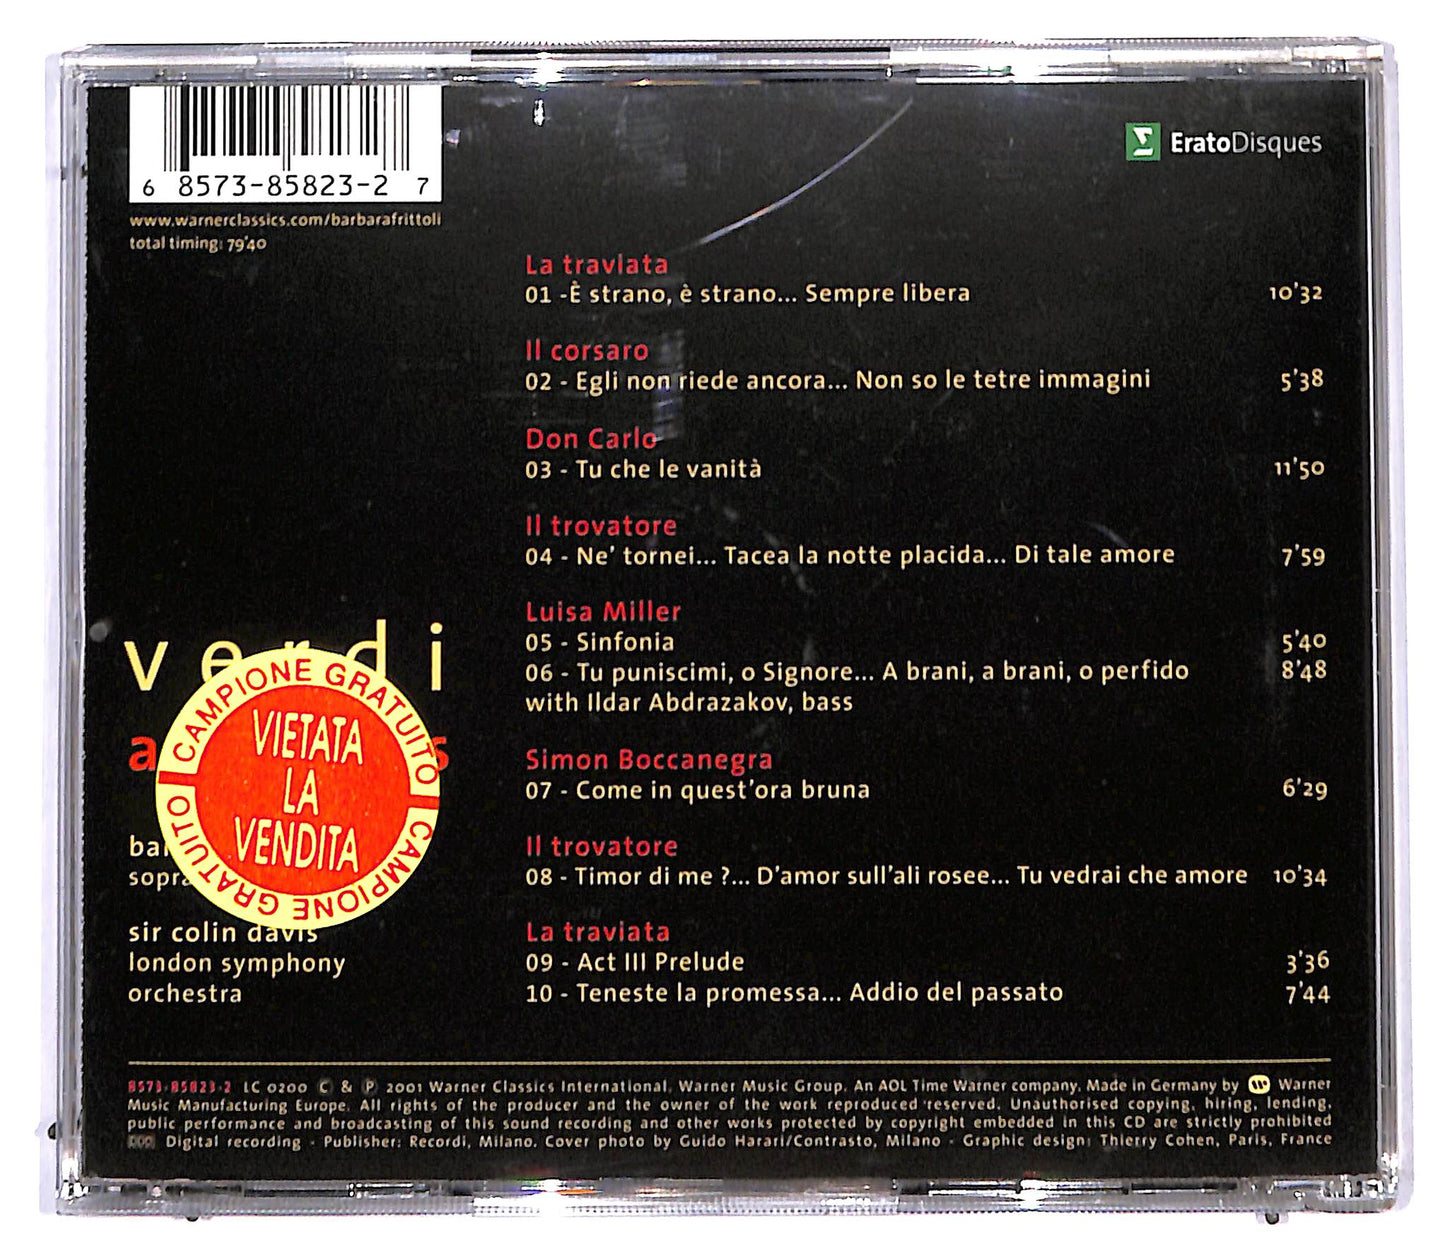 6 8573-85823-2 7
www.warnerclassics.com/barbarafrittoli
total timing: 79'40
EratoDisques
La traviata
01 -È strano, è strano... Sempre libera 10'32
Il corsaro
02 - Egli non riede ancora... Non so le tetre immagini 5'38
Don Carlo
03 - Tu che le vanità 11'50
Il trovatore
04 - Ne' tornei... Tacea la notte placida... Di tale amore 7'59
Luisa Miller
05 - Sinfonia 5'40
06 - Tu puniscimi, o Signore... A brani, a brani, o perfido 8'48
with Ildar Abdrazakov, bass
Simon Boccanegra
07 - Come in quest'ora bruna 6'29
Il trovatore
08 - Timor di me ?... D'amor sull'ali rosee... Tu vedrai che amore 10'34
La traviata
09 - Act III Prelude 3'36
10 - Teneste la promessa... Addio del passato 7'44
verdi
CAMPIONE GRATUITO
VIETATA
LA
VENDITA
CAMPIONE GRATUITO
sir colin davis
london symphony
orchestra
8573-85823-2 LC 0200 © & ℗ 2001 Warner Classics International, Warner Music Group. An AOL Time Warner company. Made in Germany by Warner
Music Manufacturing Europe. All rights of the producer and the owner of the work reproduced reserved. Unauthorised copying, hiring, lending,
public performance and broadcasting of this sound recording and other works protected by copyright embedded in this CD are strictly prohibited
DDD Digital recording - Publisher: Recordi, Milano. Cover photo by Guido Harari/Contrasto, Milano - Graphic design: Thierry Cohen, Paris, France